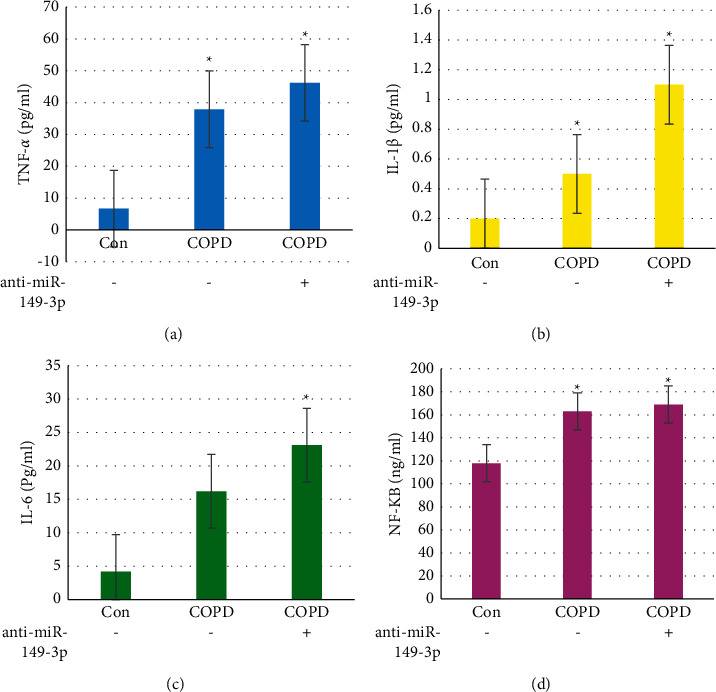 70
60
50
40
30
20
10
0
-10
TNF-α (pg/ml)
*
*
Con COPD COPD
anti-miR-
149-3p
- - +
(a)
1.6
1.4
1.2
1
0.8
0.6
0.4
0.2
0
IL-1β (pg/ml)
*
*
Con COPD COPD
anti-miR-
149-3p
- - +
(b)
35
30
25
20
15
10
5
0
IL-6 (Pg/ml)
*
Con COPD COPD
anti-miR-
149-3p
- - +
(c)
200
180
160
140
120
100
80
60
40
20
0
NF-KB (ng/ml)
*
*
Con COPD COPD
anti-miR-
149-3p
- - +
(d)